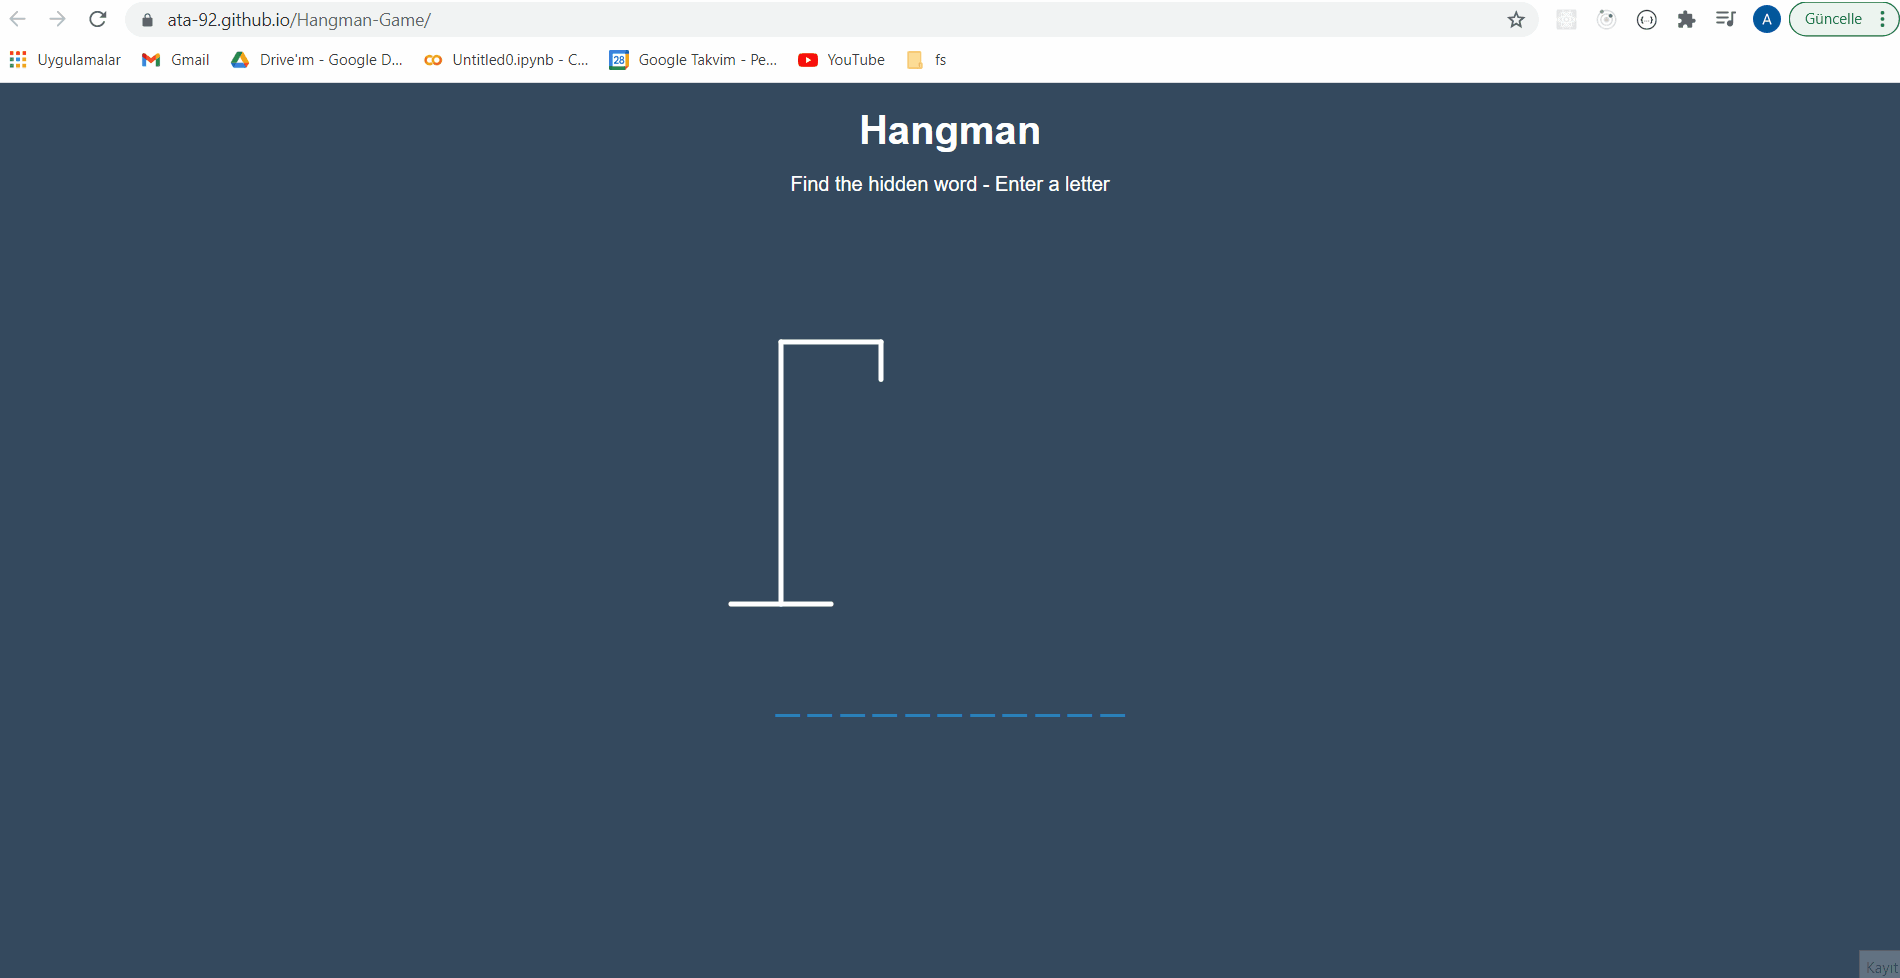 ata-92.github.io/Hangman-Game/
A
Güncelle
Uygulamalar
Gmail
Drive'ım - Google D...
Untitled0.ipynb - C...
28
Google Takvim - Pe...
YouTube
fs
Hangman
Find the hidden word - Enter a letter
Kayıt